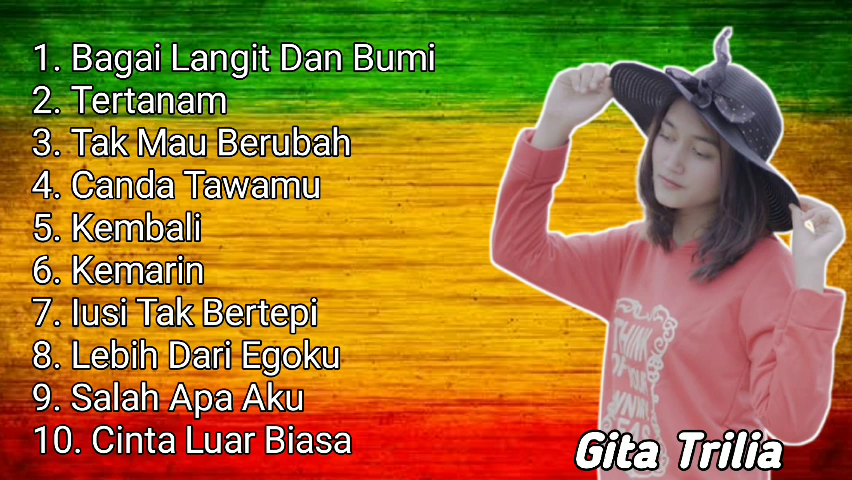 1. Bagai Langit Dan Bumi
2. Tertanam
3. Tak Mau Berubah
4. Canda Tawamu
5. Kembali
6. Kemarin
7. Iusi Tak Bertepi
8. Lebih Dari Egoku
9. Salah Apa Aku
10. Cinta Luar Biasa
THINK
Gita Trilia